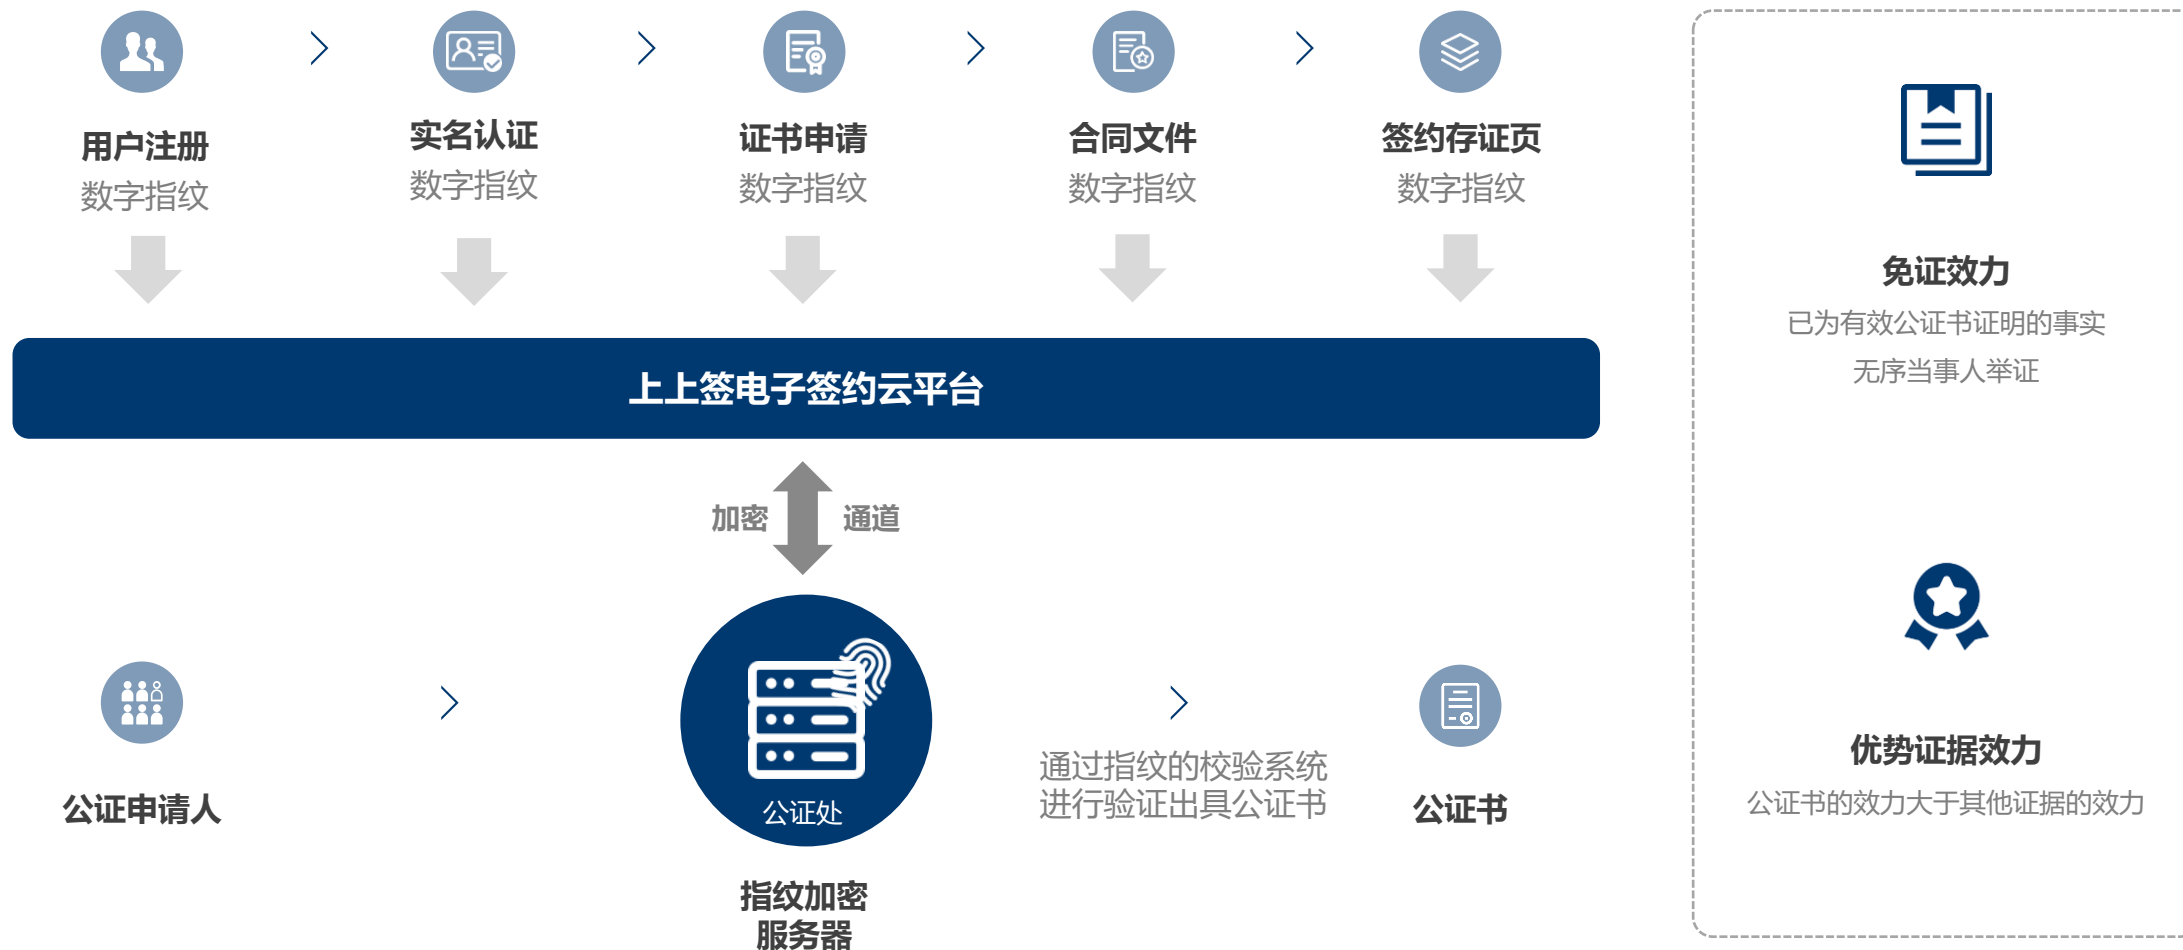 用户注册
数字指纹
实名认证
数字指纹
证书申请
数字指纹
合同文件
数字指纹
签约存证页
数字指纹
上上签电子签约云平台
加密 通道
公证申请人
公证处
指纹加密
服务器
通过指纹的校验系统
进行验证出具公证书
公证书
免证效力
已为有效公证书证明的事实
无序当事人举证
优势证据效力
公证书的效力大于其他证据的效力